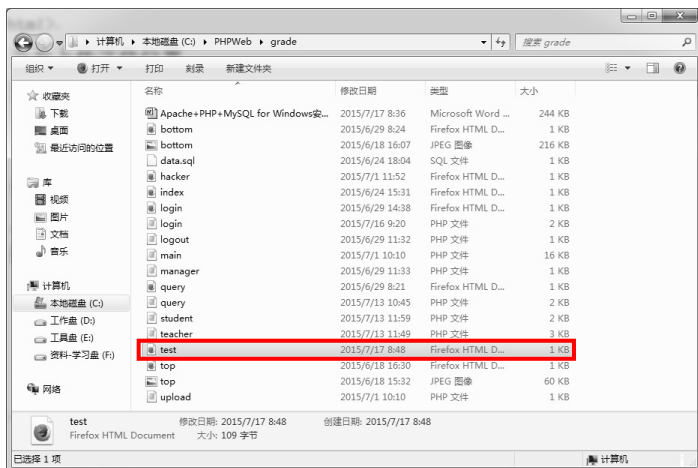 计算机 ▸ 本地磁盘 (C:) ▸ PHPWeb ▸ grade
搜索 grade
组织 打开 打印 刻录 新建文件夹
收藏夹
下载
桌面
最近访问的位置
库
视频
图片
文档
音乐
计算机
本地磁盘 (C:)
工作盘 (D:)
工具盘 (E:)
资料-学习盘 (F:)
网络
名称 修改日期 类型 大小
Apache+PHP+MySQL for Windows安... 2015/7/17 8:36 Microsoft Word ... 244 KB
bottom 2015/6/29 8:24 Firefox HTML D... 1 KB
bottom 2015/6/18 16:07 JPEG 图像 216 KB
data.sql 2015/6/24 18:04 SQL 文件 1 KB
hacker 2015/7/1 11:52 Firefox HTML D... 1 KB
index 2015/6/24 15:31 Firefox HTML D... 1 KB
login 2015/6/29 14:38 Firefox HTML D... 1 KB
login 2015/7/16 9:20 PHP 文件 2 KB
logout 2015/6/29 11:32 PHP 文件 1 KB
main 2015/7/1 10:10 PHP 文件 16 KB
manager 2015/6/29 11:33 PHP 文件 1 KB
query 2015/6/29 8:21 Firefox HTML D... 1 KB
query 2015/7/13 10:45 PHP 文件 2 KB
student 2015/7/13 11:59 PHP 文件 2 KB
teacher 2015/7/13 11:49 PHP 文件 3 KB
test 2015/7/17 8:48 Firefox HTML D... 1 KB
top 2015/6/18 16:30 Firefox HTML D... 1 KB
top 2015/6/18 15:32 JPEG 图像 60 KB
upload 2015/7/1 10:10 PHP 文件 1 KB
test 修改日期: 2015/7/17 8:48 创建日期: 2015/7/17 8:48
Firefox HTML Document 大小: 109 字节
已选择 1 项 计算机